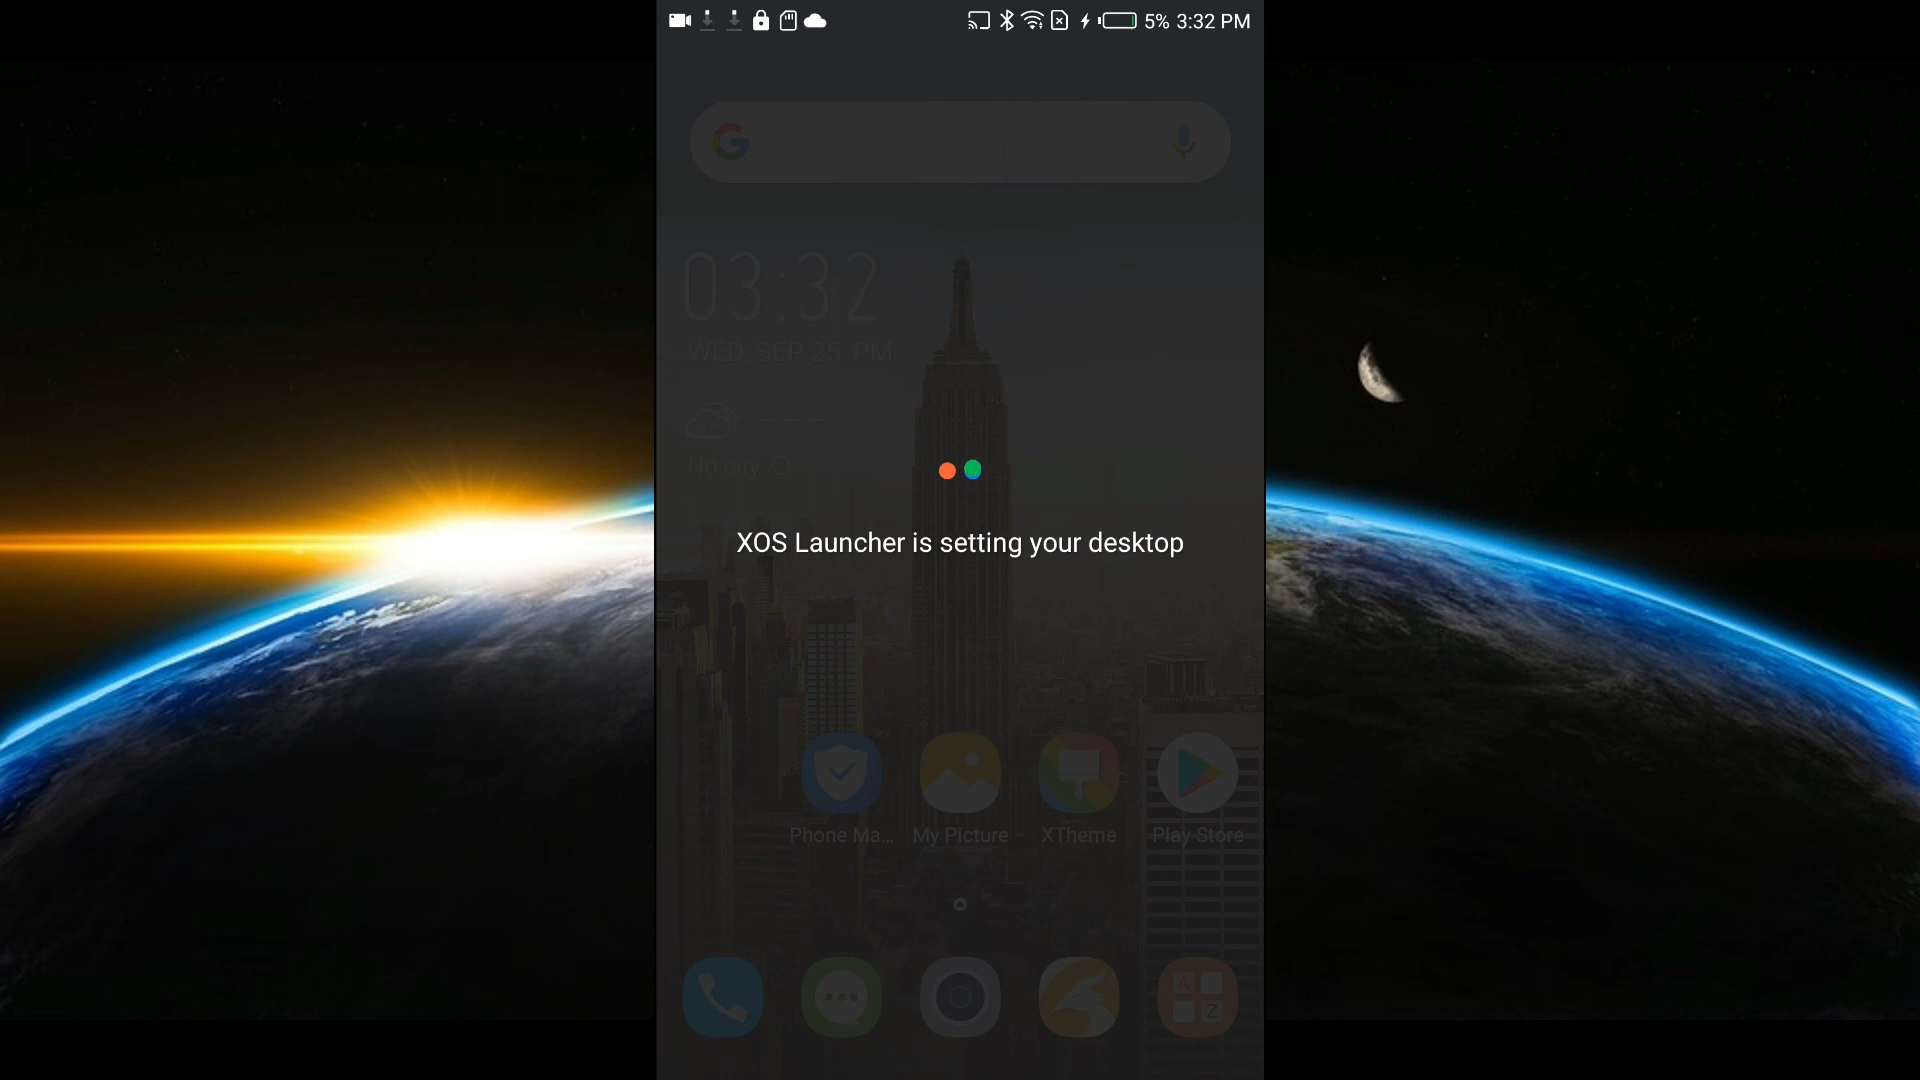 5% 3:32 PM
03:32
WED, SEP 25 PM
No city
XOS Launcher is setting your desktop
Phone Ma... My Picture XTheme Play Store
A
Z